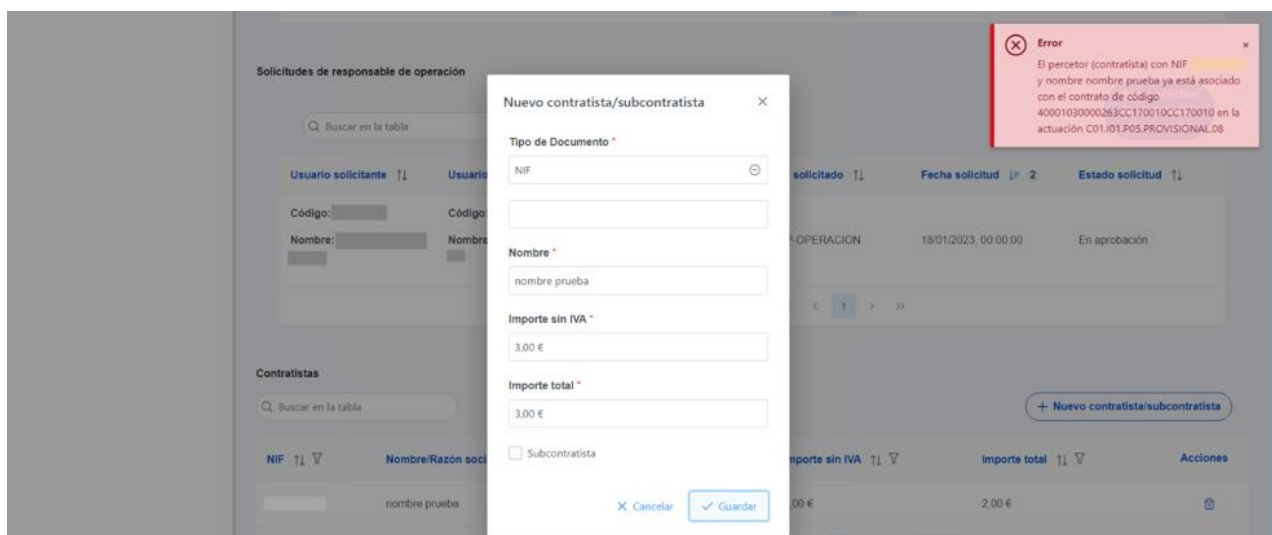 Error
El percetor (contratista) con NIF
y nombre nombre prueba ya está asociado
con el contrato de código
40001030000263CC170010CC170010 en la
actuación C01.I01.P05.PROVISIONAL.08
Solicitudes de responsable de operación
Buscar en la tabla
Usuario solicitante Usuario solicitado Fecha solicitud 2 Estado solicitud
Código: Código:
Nombre: Nombre OPERACION 18/01/2023, 00:00:00 En aprobación
1
Nuevo contratista/subcontratista
Tipo de Documento *
NIF
Nombre *
nombre prueba
Importe sin IVA *
3,00 €
Importe total *
3,00 €
Subcontratista
Cancelar Guardar
Contratistas
Buscar en la tabla
+ Nuevo contratista/subcontratista
NIF Nombre/Razón soci mporte sin IVA Importe total Acciones
nombre prueba ,00 € 2,00 €